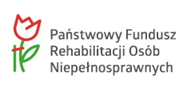 Państwowy Fundusz
Rehabilitacji Osób
Niepełnosprawnych